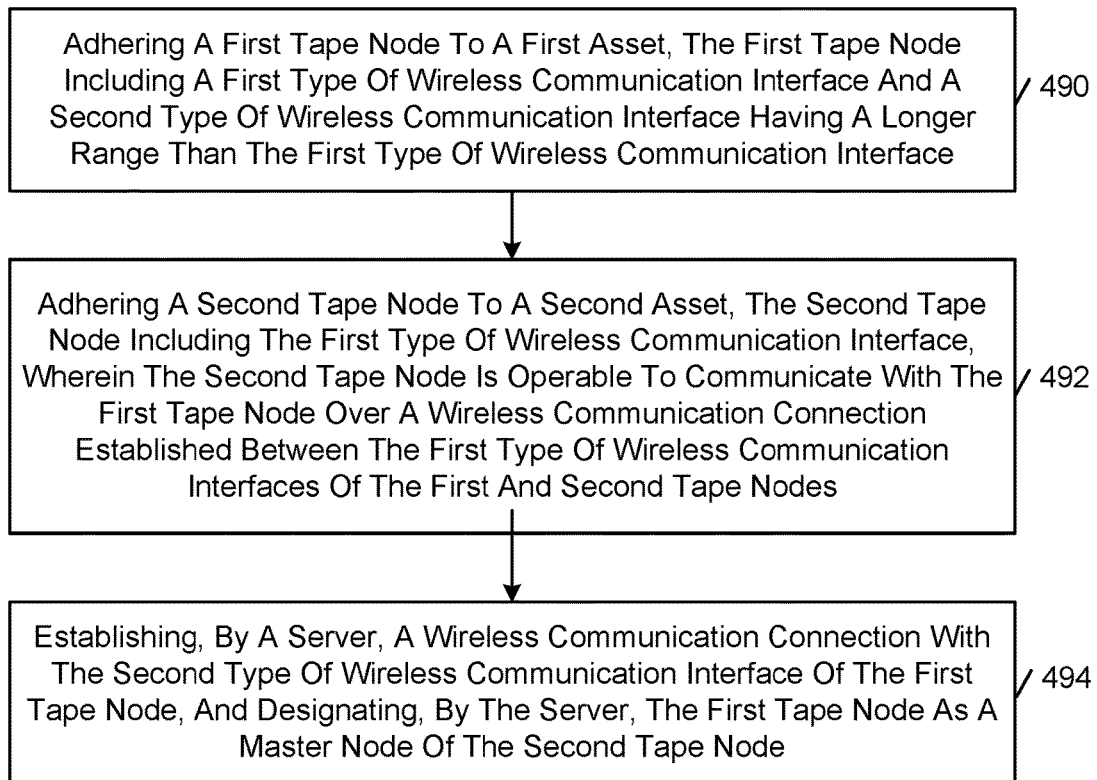 Adhering A First Tape Node To A First Asset, The First Tape Node
Including A First Type Of Wireless Communication Interface And A
Second Type Of Wireless Communication Interface Having A Longer
Range Than The First Type Of Wireless Communication Interface
490
Adhering A Second Tape Node To A Second Asset, The Second Tape
Node Including The First Type Of Wireless Communication Interface,
Wherein The Second Tape Node Is Operable To Communicate With The
First Tape Node Over A Wireless Communication Connection
Established Between The First Type Of Wireless Communication
Interfaces Of The First And Second Tape Nodes
492
Establishing, By A Server, A Wireless Communication Connection With
The Second Type Of Wireless Communication Interface Of The First
Tape Node, And Designating, By The Server, The First Tape Node As A
Master Node Of The Second Tape Node
494